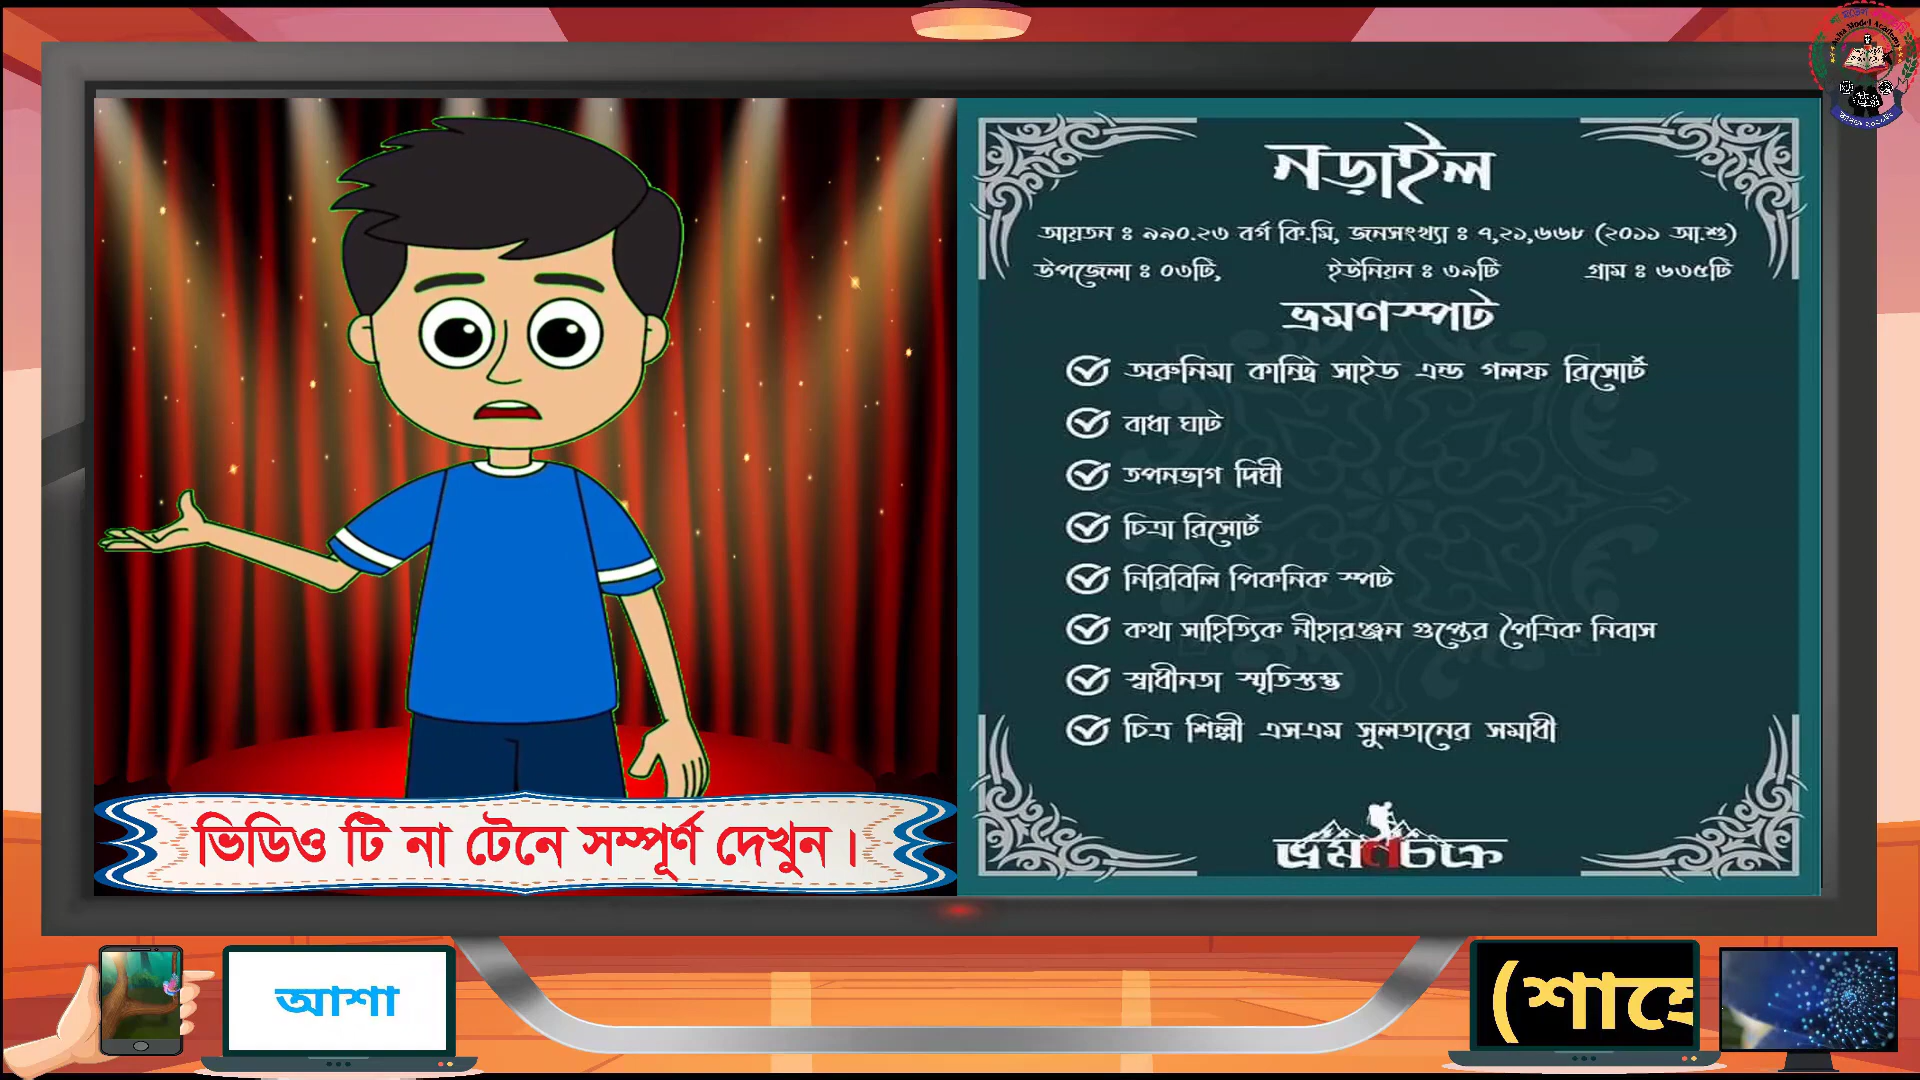 নড়াইল
আয়তন ঃ ৯৯০.২৩ বর্গ কি.মি, জনসংখ্যা ঃ ৭,২১,৬৬৮ (২০১১ আ.শু)
উপজেলা ঃ ০৩টি, ইউনিয়ন ঃ ৩৯টি গ্রাম ঃ ৬৩৫টি
ভ্রমণস্পট
অরুনিমা কান্ট্রি সাইড এন্ড গলফ রিসোর্ট
বাধা ঘাট
তপনভাগ দিঘী
চিত্রা রিসোর্ট
নিরিবিলি পিকনিক স্পট
কথা সাহিত্যিক নীহারঞ্জন গুপ্তের পৈত্রিক নিবাস
স্বাধীনতা স্মৃতিস্তম্ভ
চিত্র শিল্পী এসএম সুলতানের সমাধী
ভ্রমণচক্র
ভিডিও টি না টেনে সম্পূর্ণ দেখুন।
আশা